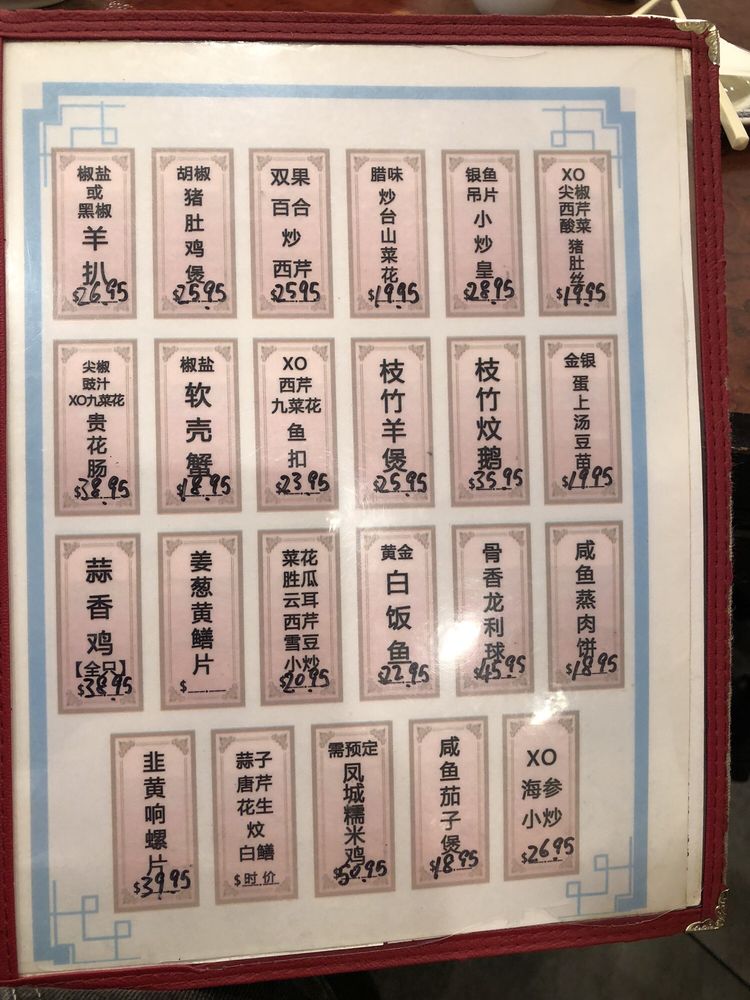 椒盐
或
黑椒
羊
扒
$26.95
胡椒
猪
肚
鸡
煲
$25.95
双果
百合
炒
西芹
$25.95
腊味
炒
台
山
菜
花
$19.95
银鱼
吊片
小
炒
皇
$28.95
XO
尖椒
西芹
酸菜
猪
肚
丝
$19.95
尖椒
豉汁
XO九菜花
贵
花
肠
$38.95
椒盐
软
壳
蟹
$18.95
XO
西芹
九菜花
鱼
扣
$23.95
枝
竹
羊
煲
$25.95
枝
竹
炆
鹅
$35.95
金银
蛋
上
汤
豆
苗
$19.95
蒜
香
鸡
【全只】
$38.95
姜
葱
黄
鳝
片
$
菜花
胜瓜
云耳
西芹
雪豆
小炒
$20.95
黄金
白
饭
鱼
$22.95
骨
香
龙
利
球
$45.95
咸
鱼
蒸
肉
饼
$18.95
韭
黄
响
螺
片
$39.95
蒜子
唐芹
花生
炆
白鳝
$时价
需预定
凤
城
糯
米
鸡
$50.95
咸
鱼
茄
子
煲
$18.95
XO
海参
小炒
$26.95